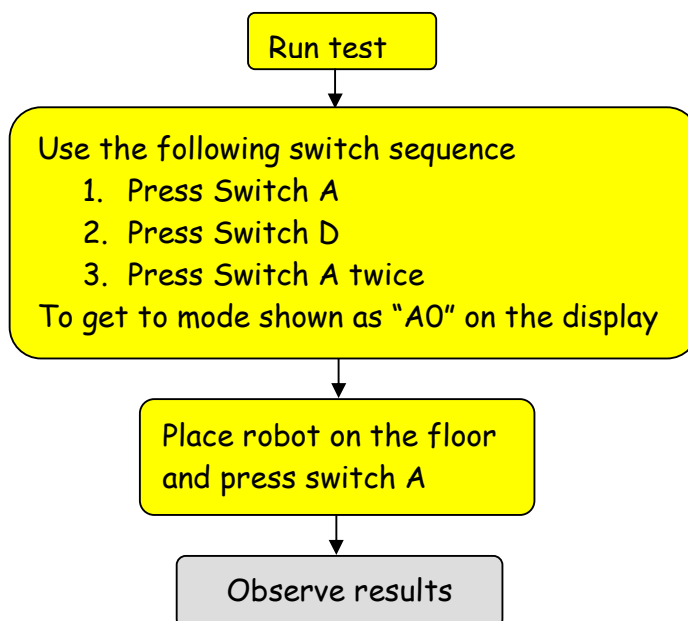 Run test
Use the following switch sequence
1. Press Switch A
2. Press Switch D
3. Press Switch A twice
To get to mode shown as “A0” on the display
Place robot on the floor
and press switch A
Observe results